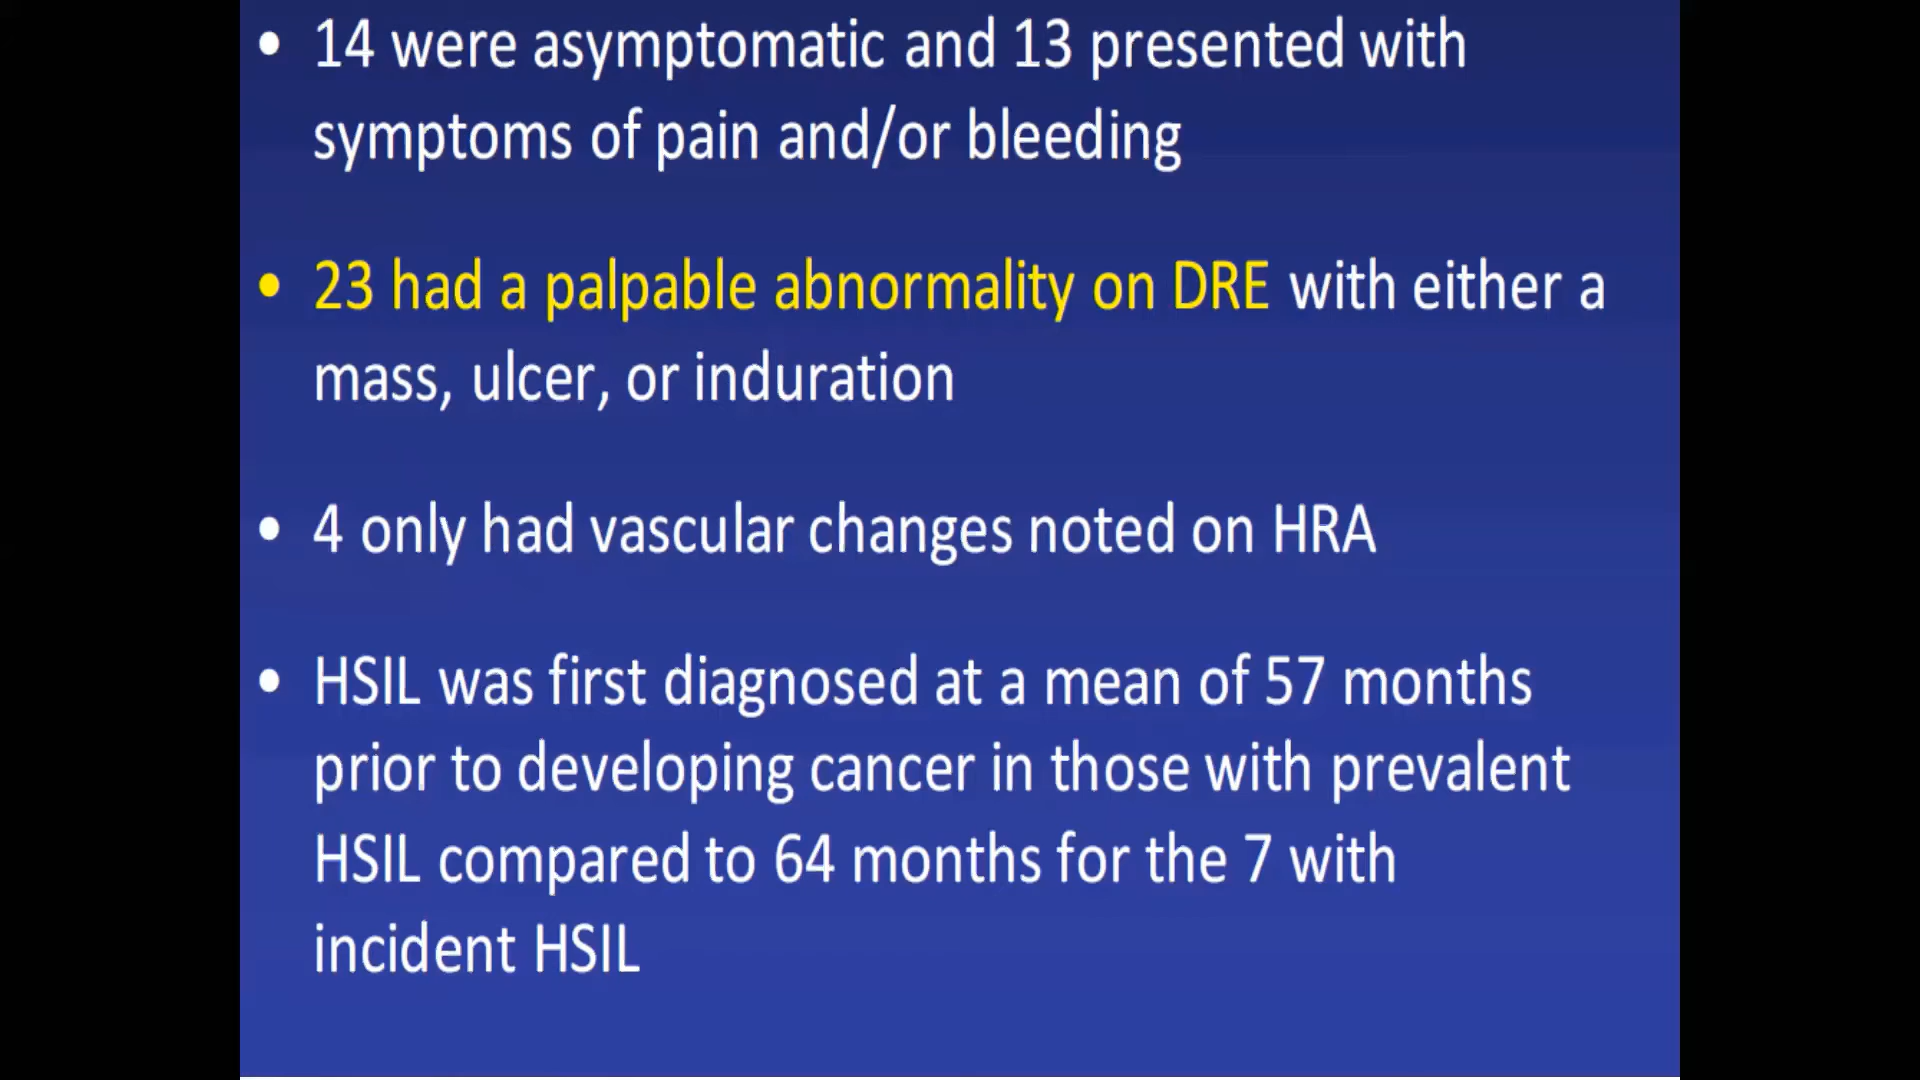 • 14 were asymptomatic and 13 presented with
symptoms of pain and/or bleeding
• 23 had a palpable abnormality on DRE with either a
mass, ulcer, or induration
• 4 only had vascular changes noted on HRA
• HSIL was first diagnosed at a mean of 57 months
prior to developing cancer in those with prevalent
HSIL compared to 64 months for the 7 with
incident HSIL